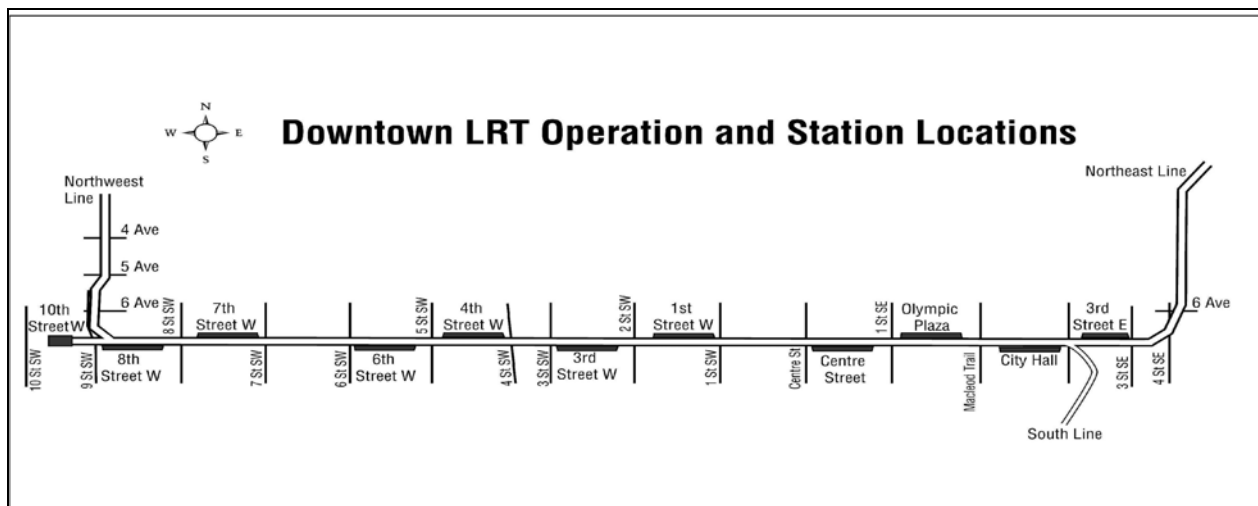 N
W E
S
Downtown LRT Operation and Station Locations
Northweest
Line
Northeast Line
4 Ave
5 Ave
6 Ave
6 Ave
10th
Street W
8 St SW
7th
Street W
5 St SW
4th
Street W
2 St SW
1st
Street W
1 St SE
Olympic
Plaza
3rd
Street E
10 St SW
9 St SW
8th
Street W
7 St SW
6 St SW
6th
Street W
4 St SW
3 St SW
3rd
Street W
1 St SW
Centre St
Centre
Street
Macleod Trail
City Hall
3 St SE
4 St SE
South Line